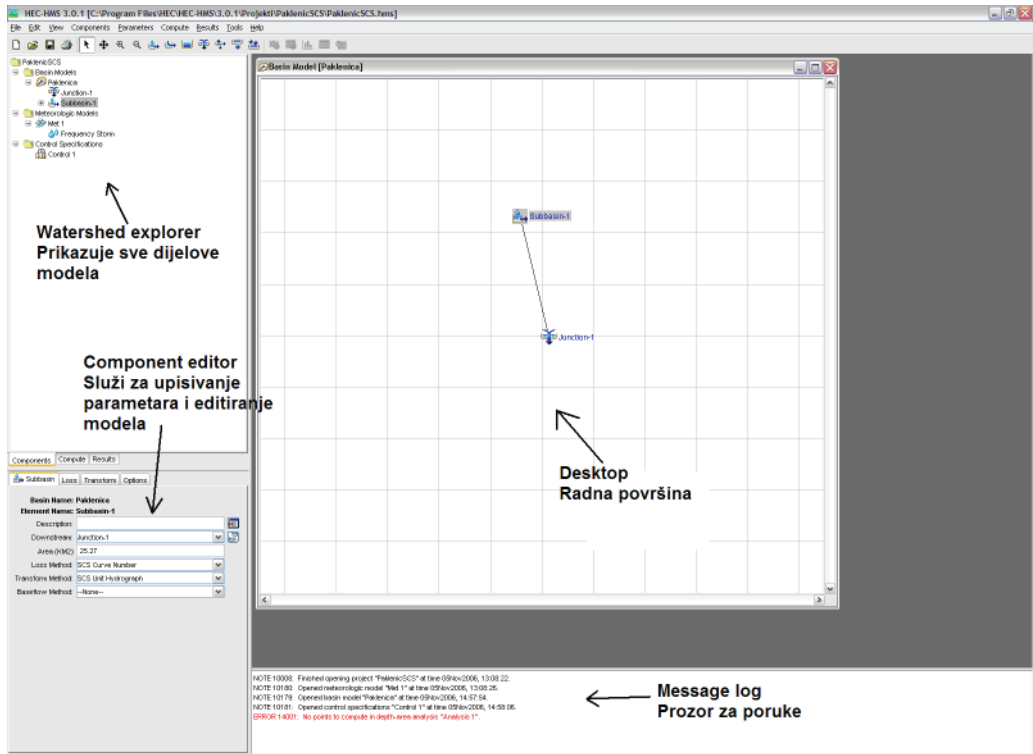 HEC-HMS 3.0.1 [C:\Program Files\HEC\HEC-HMS\3.0.1\Projekti\PaklenicSCS\PaklenicSCS.hms]
File Edit View Components Parameters Compute Results Tools Help
PaklenicSCS
Basin Models
Paklenica
Junction-1
Subbasin-1
Meteorologic Models
Met 1
Frequency Storm
Control Specifications
Control 1
Watershed explorer
Prikazuje sve dijelove
modela
Component editor
Služi za upisivanje
parametara i editiranje
modela
Components Compute Results
Subbasin Loss Transform Options
Basin Name: Paklenica
Element Name: Subbasin-1
Description:
Downstream: Junction-1
Area (KM2) 25.27
Loss Method: SCS Curve Number
Transform Method: SCS Unit Hydrograph
Baseflow Method: --None--
Basin Model [Paklenica]
Subbasin-1
Junction-1
Desktop
Radna površina
NOTE 10008: Finished opening project "PaklenicSCS" at time 05Nov2006, 13:08:22.
NOTE 10180: Opened meteorologic model "Met 1" at time 05Nov2006, 13:08:26.
NOTE 10179: Opened basin model "Paklenica" at time 05Nov2006, 14:57:54.
NOTE 10181: Opened control specifications "Control 1" at time 05Nov2006, 14:58:06.
ERROR 14001: No points to compute in depth-area analysis "Analysis 1".
Message log
Prozor za poruke